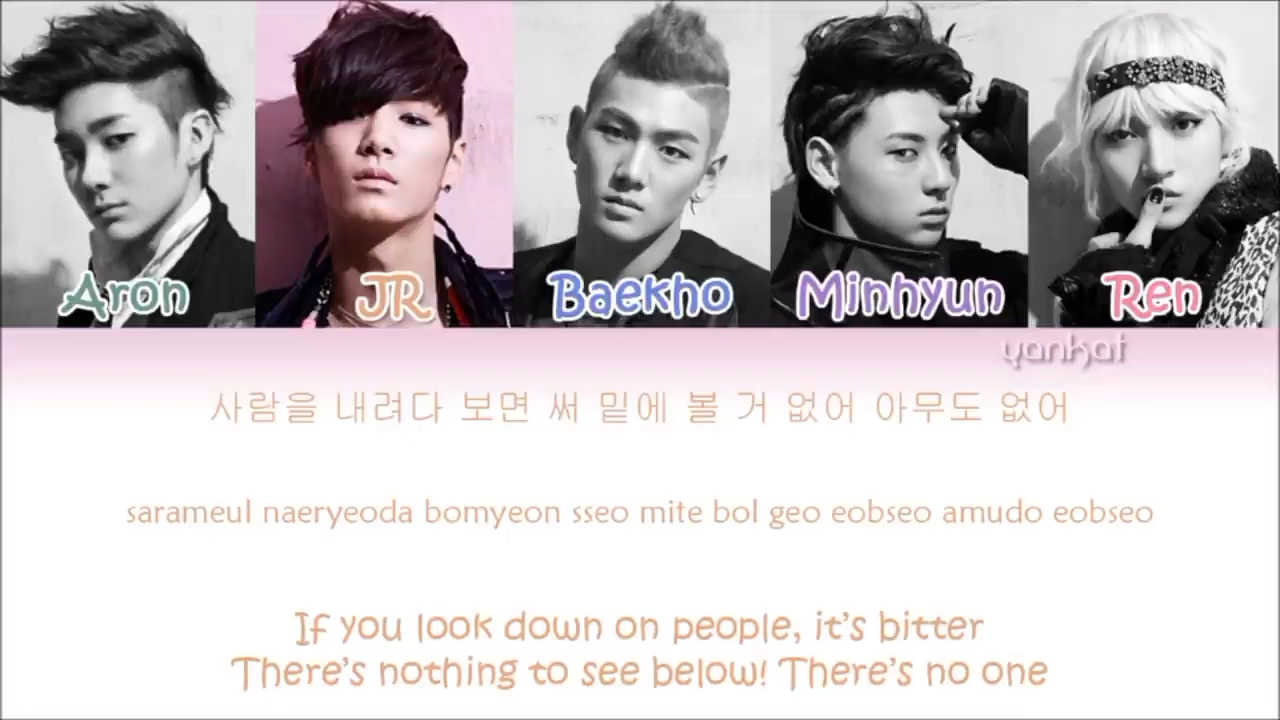 Aron JR Baekho Minhyun Ren
yankat
사람을 내려다 보면 써 밑에 볼 거 없어 아무도 없어
sarameul naeryeoda bomyeon sseo mite bol geo eobseo amudo eobseo
If you look down on people, it's bitter
There's nothing to see below! There's no one